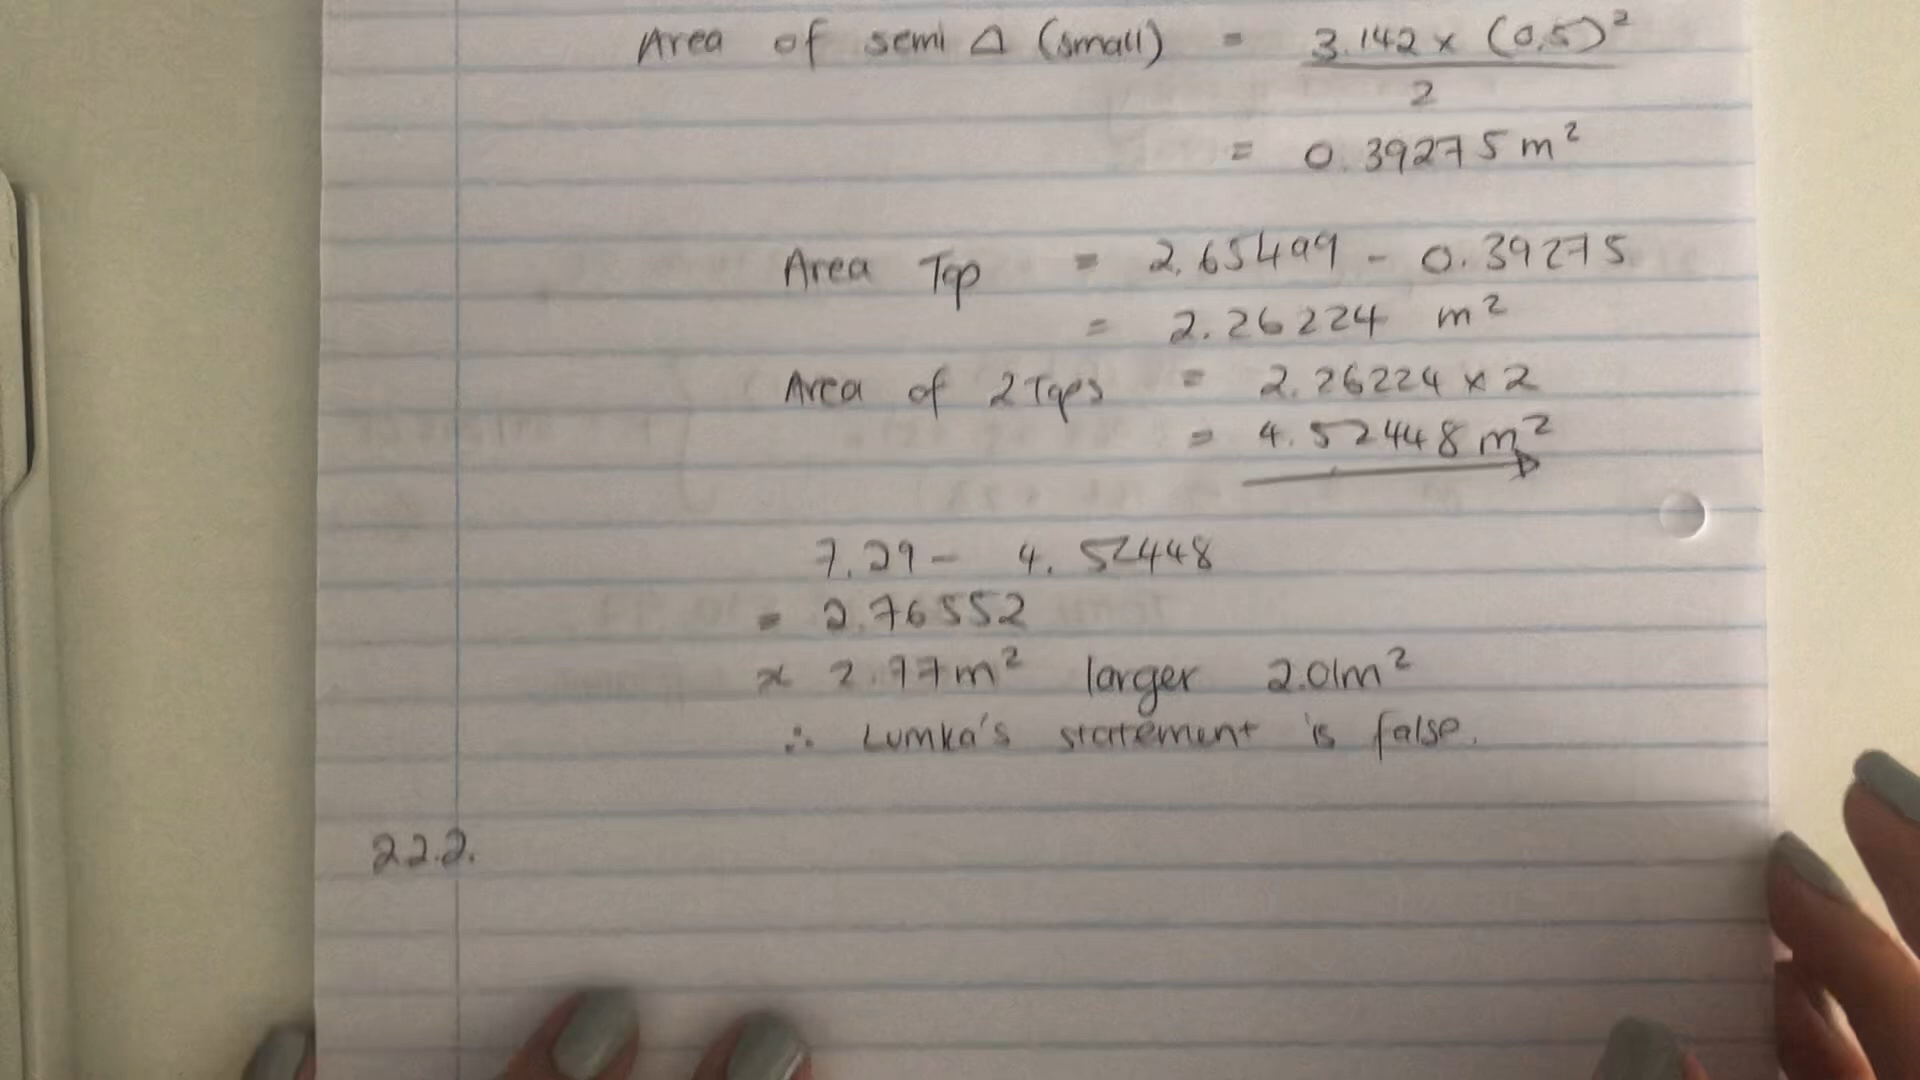 Area of semi △ (small) = 3.142 x (0,5)²
2
= 0.39275 m²
Area Top = 2,65499 - 0.39275
= 2.26224 m²
Area of 2 Tops = 2.26224 x 2
= 4.52448 m²
7.29 - 4.52448
= 2.76552
≈ 2.77m² larger 2.01m²
∴ Lumka's statement is false.
22.2.